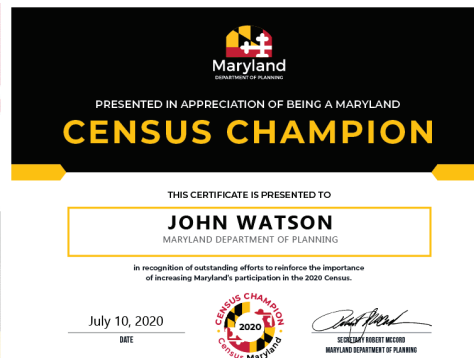 Maryland
DEPARTMENT OF PLANNING
PRESENTED IN APPRECIATION OF BEING A MARYLAND
CENSUS CHAMPION
THIS CERTIFICATE IS PRESENTED TO
JOHN WATSON
MARYLAND DEPARTMENT OF PLANNING
in recognition of outstanding efforts to reinforce the importance
of increasing Maryland's participation in the 2020 Census.
CENSUS CHAMPION
2020
Census Maryland
July 10, 2020
DATE
SECRETARY ROBERT MCCORD
MARYLAND DEPARTMENT OF PLANNING